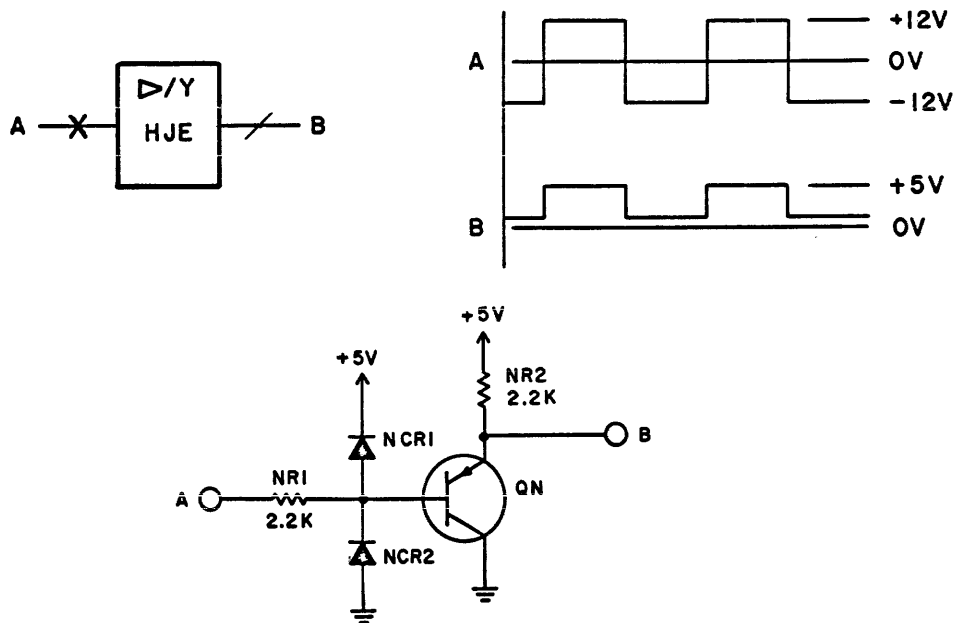 ▷/Y
A
HJE
B
A
+12V
0V
-12V
B
+5V
0V
+5V
+5V
NR2
2.2K
B
NCR1
QN
A
NR1
2.2K
NCR2